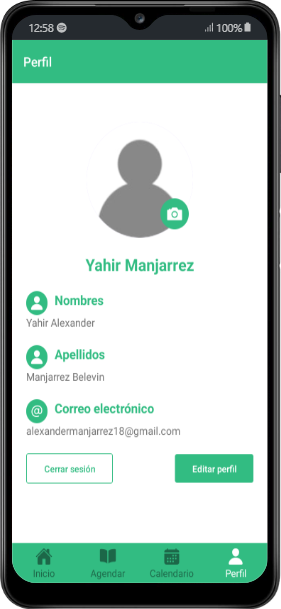 12:58 100%
Perfil
Yahir Manjarrez
Nombres
Yahir Alexander
Apellidos
Manjarrez Belevin
@ Correo electrónico
alexandermanjarrez18@gmail.com
Cerrar sesión Editar perfil
Inicio Agendar Calendario Perfil